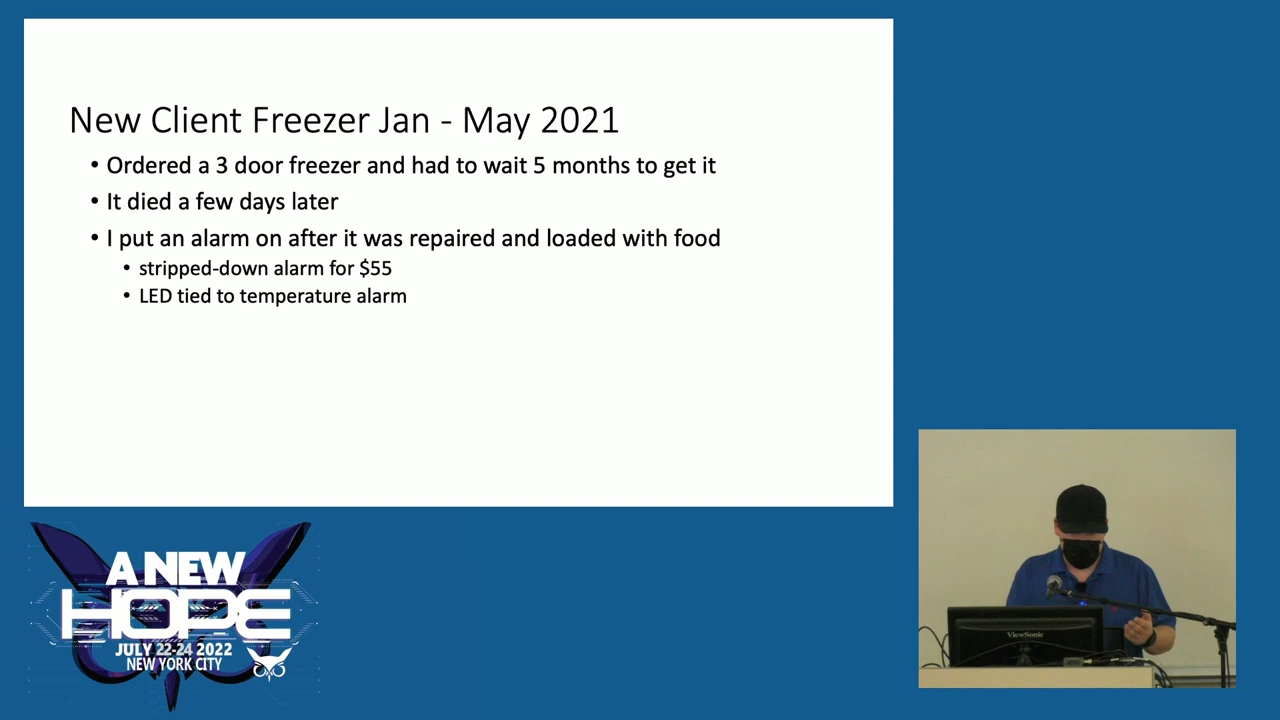 New Client Freezer Jan - May 2021
• Ordered a 3 door freezer and had to wait 5 months to get it
• It died a few days later
• I put an alarm on after it was repaired and loaded with food
• stripped-down alarm for $55
• LED tied to temperature alarm
A NEW
HOPE
JULY 22-24 2022
NEW YORK CITY
ViewSonic